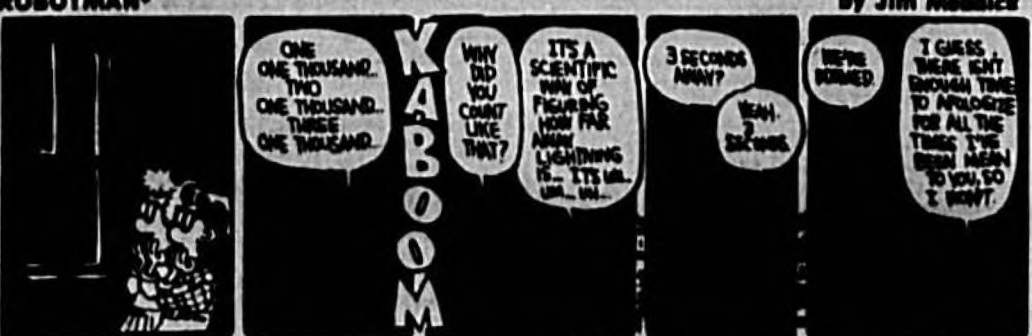 ROBOTMAN®
by Jim Meddick
ONE
ONE THOUSAND...
TWO
ONE THOUSAND...
THREE
ONE THOUSAND...
KABOOM
WHY
DID
YOU
COUNT
LIKE
THAT?
IT'S A
SCIENTIFIC
WAY OF
FIGURING
HOW FAR
AWAY
LIGHTNING
IS... IT'S UM...
UM... UM...
3 SECONDS
AWAY?
YEAH.
3
SECONDS.
WE'RE
DOOMED.
I GUESS
THERE ISN'T
ENOUGH TIME
TO APOLOGIZE
FOR ALL THE
TIMES I'VE
BEEN MEAN
TO YOU, SO
I WON'T.